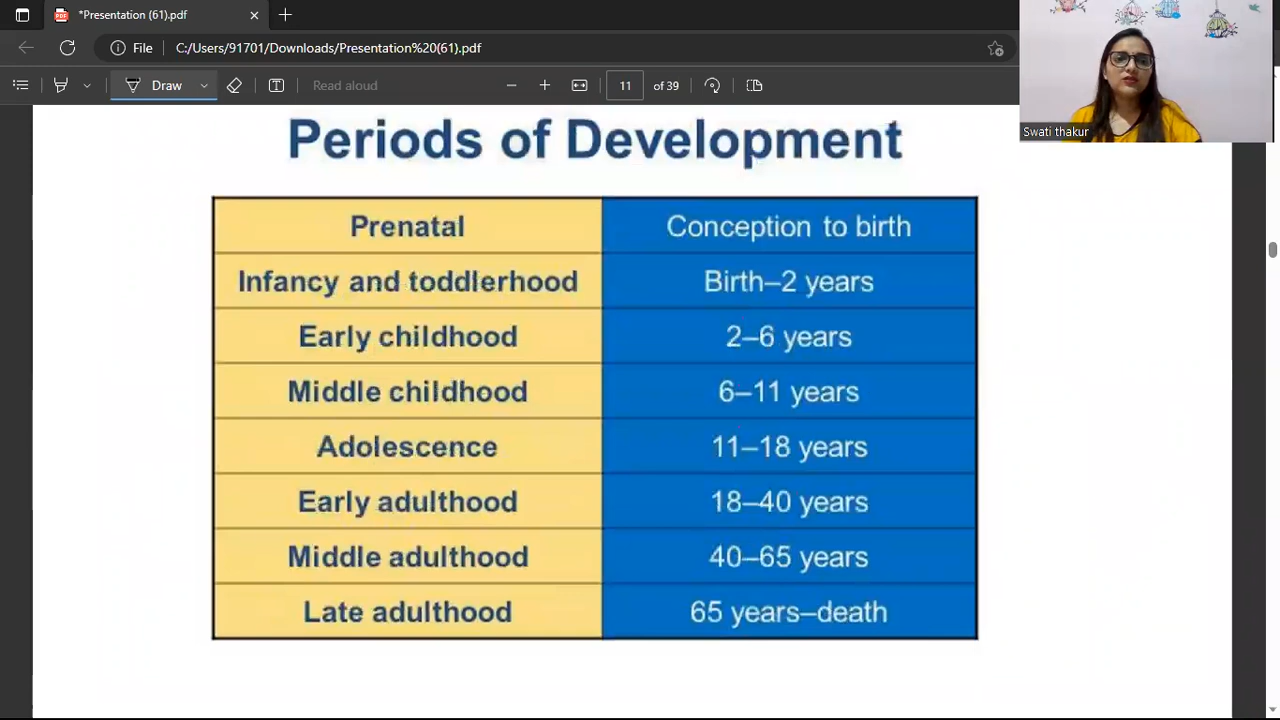 *Presentation (61).pdf
File C:/Users/91701/Downloads/Presentation%20(61).pdf
Draw Read aloud 11 of 39
Swati thakur
Periods of Development
Prenatal Conception to birth
Infancy and toddlerhood Birth–2 years
Early childhood 2–6 years
Middle childhood 6–11 years
Adolescence 11–18 years
Early adulthood 18–40 years
Middle adulthood 40–65 years
Late adulthood 65 years–death